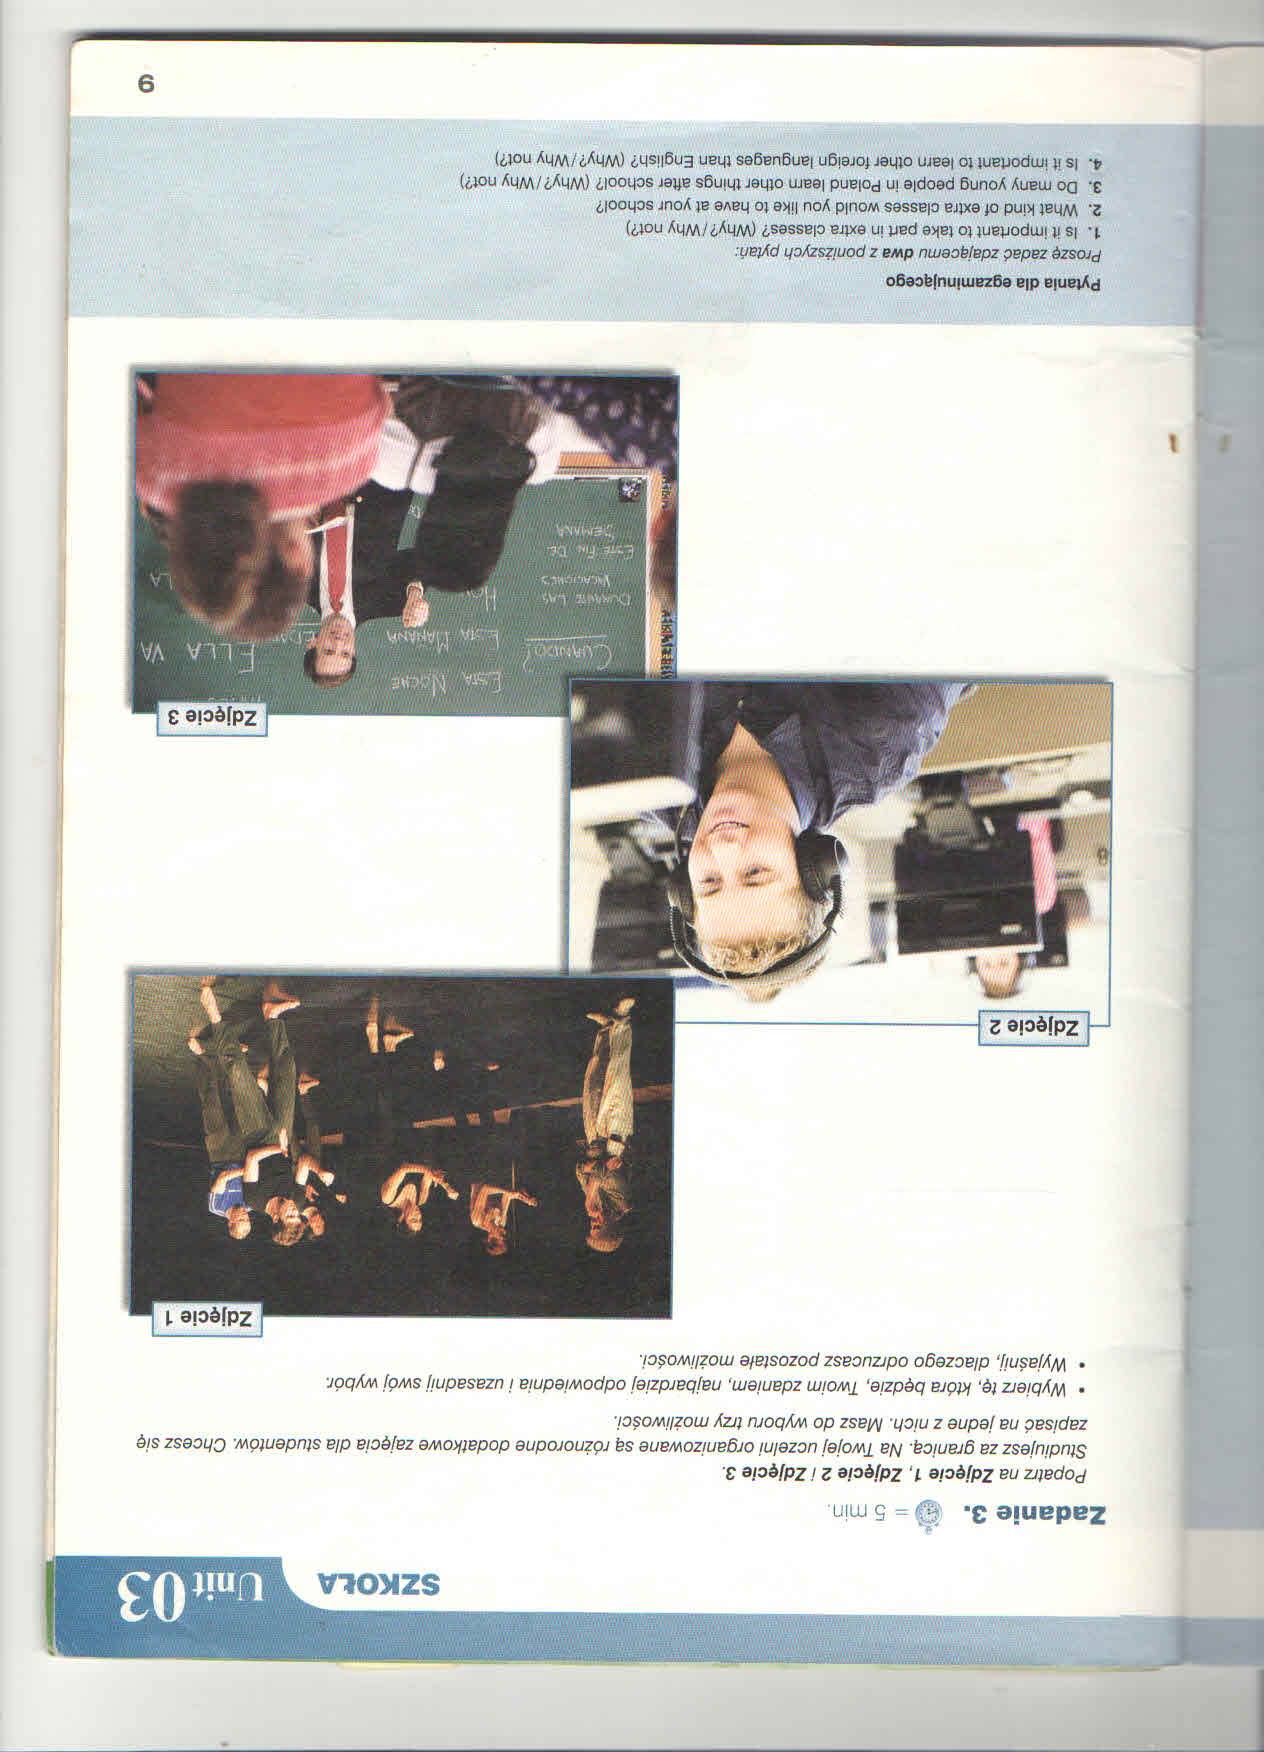 SZKOŁA
Unit 03
Zadanie 3. = 5 min.
Popatrz na Zdjęcie 1, Zdjęcie 2 i Zdjęcie 3.
Studiujesz za granicą. Na Twojej uczelni organizowane są różnorodne dodatkowe zajęcia dla studentów. Chcesz się
zapisać na jedne z nich. Masz do wyboru trzy możliwości.
• Wybierz tę, która będzie, Twoim zdaniem, najbardziej odpowiednia i uzasadnij swój wybór.
• Wyjaśnij, dlaczego odrzucasz pozostałe możliwości.
Zdjęcie 1
Zdjęcie 2
Zdjęcie 3
ESTA NOCHE
CUANDO?
ESTA MAÑANA
ELLA VA
DURANTE LAS
VACACIONES
ESTE FIN DE
SEMANA
Pytania dla egzaminującego
Proszę zadać zdającemu dwa z poniższych pytań:
1. Is it important to take part in extra classes? (Why?/Why not?)
2. What kind of extra classes would you like to have at your school?
3. Do many young people in Poland learn other things after school? (Why?/Why not?)
4. Is it important to learn other foreign languages than English? (Why?/Why not?)
9